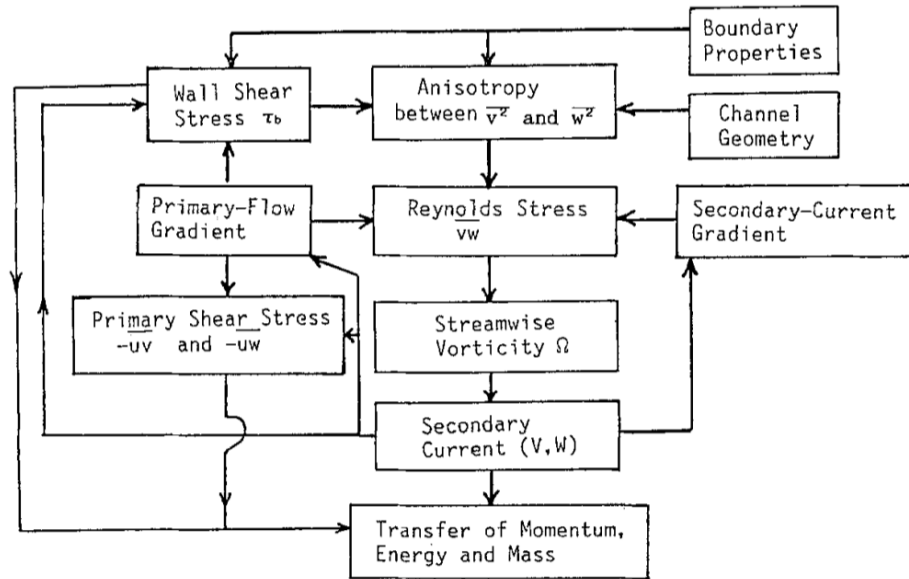 Boundary
Properties
Wall Shear
Stress τb
Anisotropy
between v² and w²
Channel
Geometry
Primary-Flow
Gradient
Reynolds Stress
vw
Secondary-Current
Gradient
Primary Shear Stress
-uv and -uw
Streamwise
Vorticity Ω
Secondary
Current (V,W)
Transfer of Momentum,
Energy and Mass